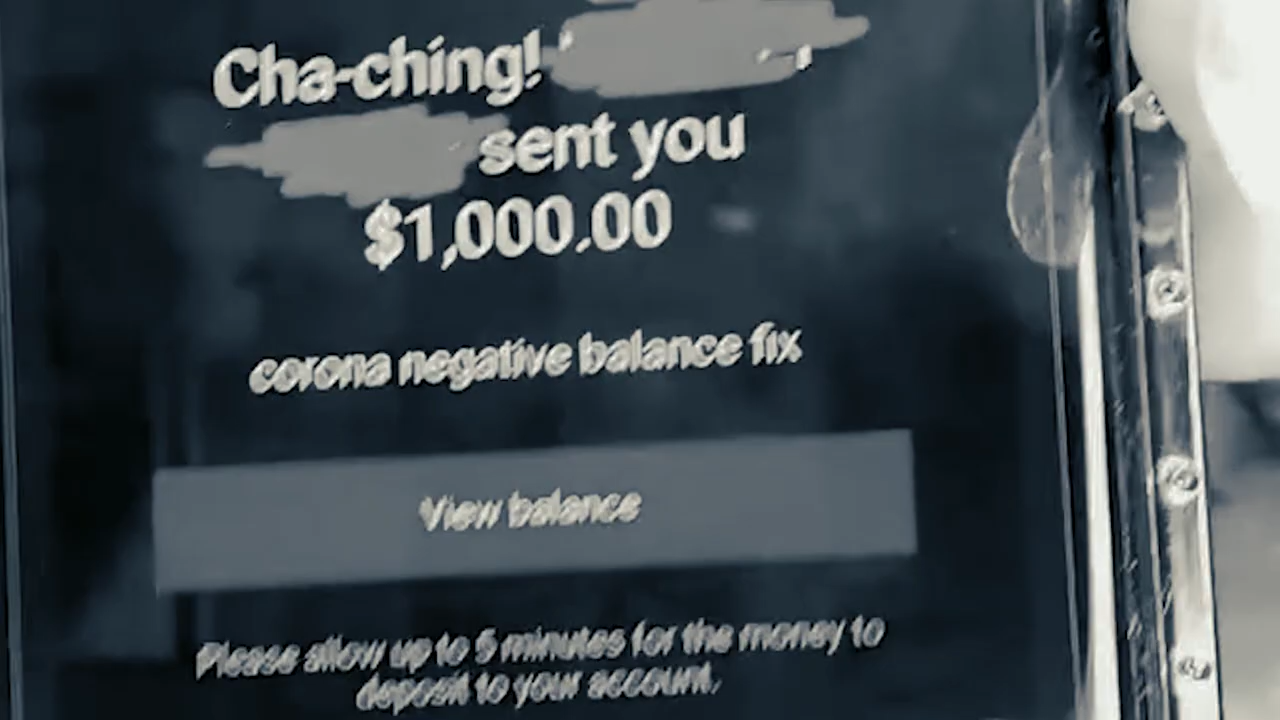 Cha-ching!
sent you
$1,000.00
corona negative balance fix
View balance
Please allow up to 5 minutes for the money to
deposit to your account.